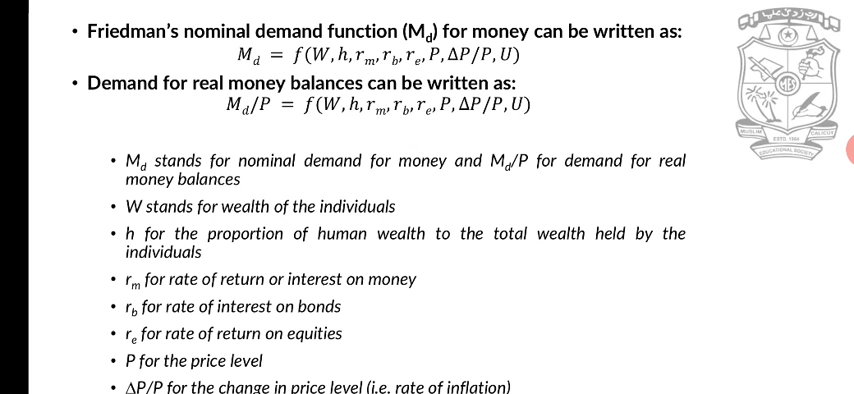 • Friedman's nominal demand function (Md) for money can be written as:
Md = f(W, h, rm, rb, re, P, ΔP/P, U)
• Demand for real money balances can be written as:
Md/P = f(W, h, rm, rb, re, P, ΔP/P, U)
• Md stands for nominal demand for money and Md/P for demand for real
money balances
• W stands for wealth of the individuals
• h for the proportion of human wealth to the total wealth held by the
individuals
• rm for rate of return or interest on money
• rb for rate of interest on bonds
• re for rate of return on equities
• P for the price level
• ΔP/P for the change in price level (i.e. rate of inflation)
MES
MUSLIM
CALICUT
ESTD. 1964
EDUCATIONAL SOCIETY